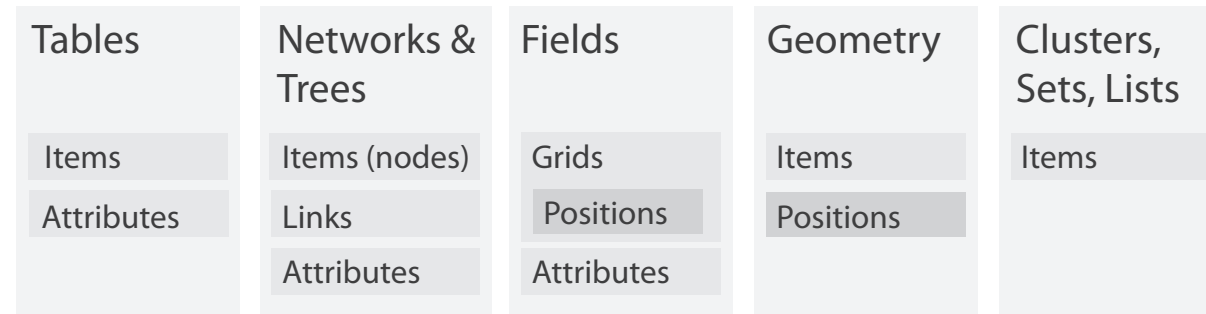 Tables
Items
Attributes
Networks &
Trees
Items (nodes)
Links
Attributes
Fields
Grids
Positions
Attributes
Geometry
Items
Positions
Clusters,
Sets, Lists
Items